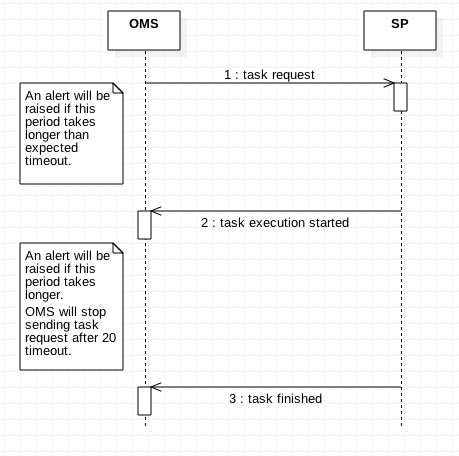 OMS
SP
1 : task request
An alert will be
raised if this
period takes
longer than
expected
timeout.
2 : task execution started
An alert will be
raised if this
period takes
longer.
OMS will stop
sending task
request after 20
timeout.
3 : task finished